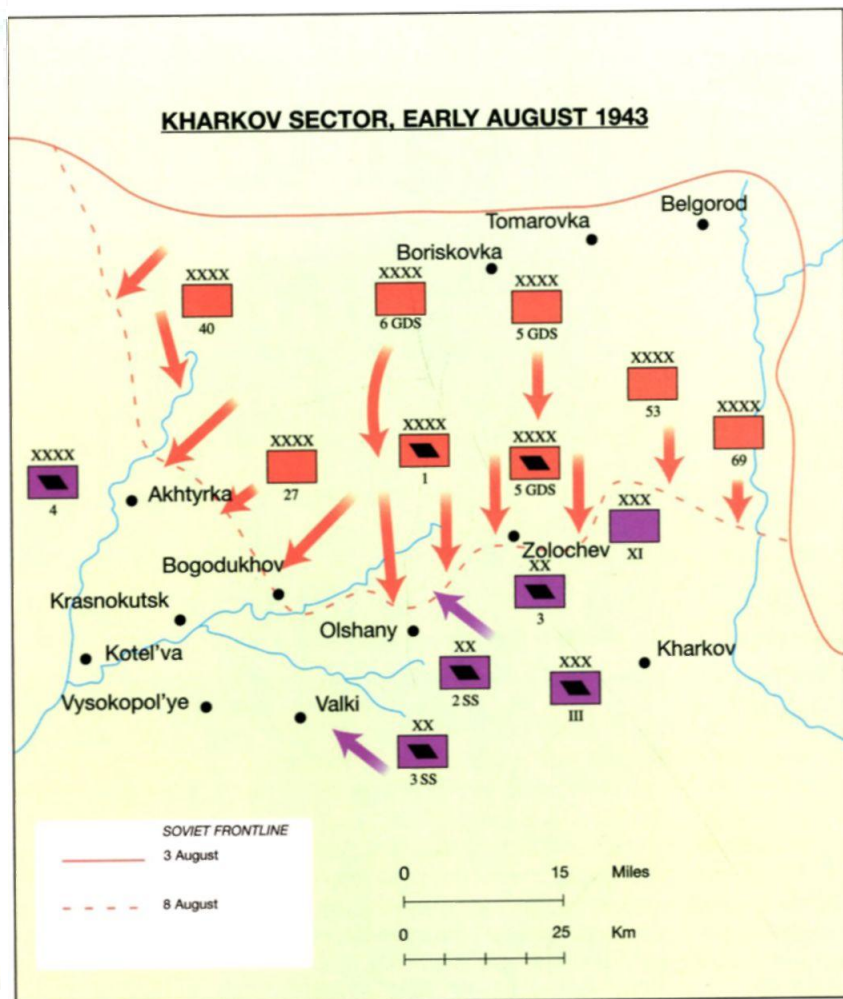 KHARKOV SECTOR, EARLY AUGUST 1943
Belgorod
Tomarovka
Boriskovka
XXXX
40
XXXX
6 GDS
XXXX
5 GDS
XXXX
53
XXXX
69
XXXX
1
XXXX
5 GDS
XXXX
27
XXXX
4
Akhtyrka
XXX
XI
Zolochev
Bogodukhov
XX
3
Krasnokutsk
Olshany
Kotel'va
Kharkov
XX
2 SS
XXX
III
Vysokopol'ye
Valki
XX
3 SS
SOVIET FRONTLINE
3 August
8 August
0 15 Miles
0 25 Km